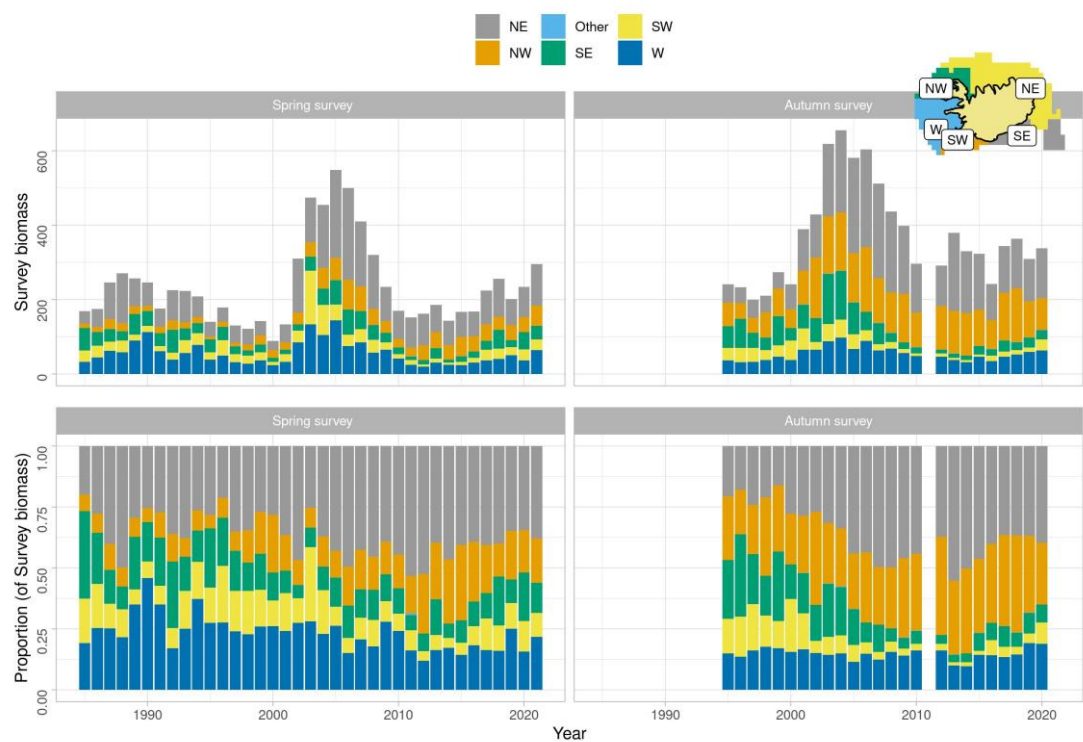 NE Other SW
NW SE W
NW NE
W SW SE
Spring survey Autumn survey
Survey biomass
600
400
200
0
Spring survey Autumn survey
Proportion (of Survey biomass)
1.00
0.75
0.50
0.25
0.00
1990 2000 2010 2020 1990 2000 2010 2020
Year